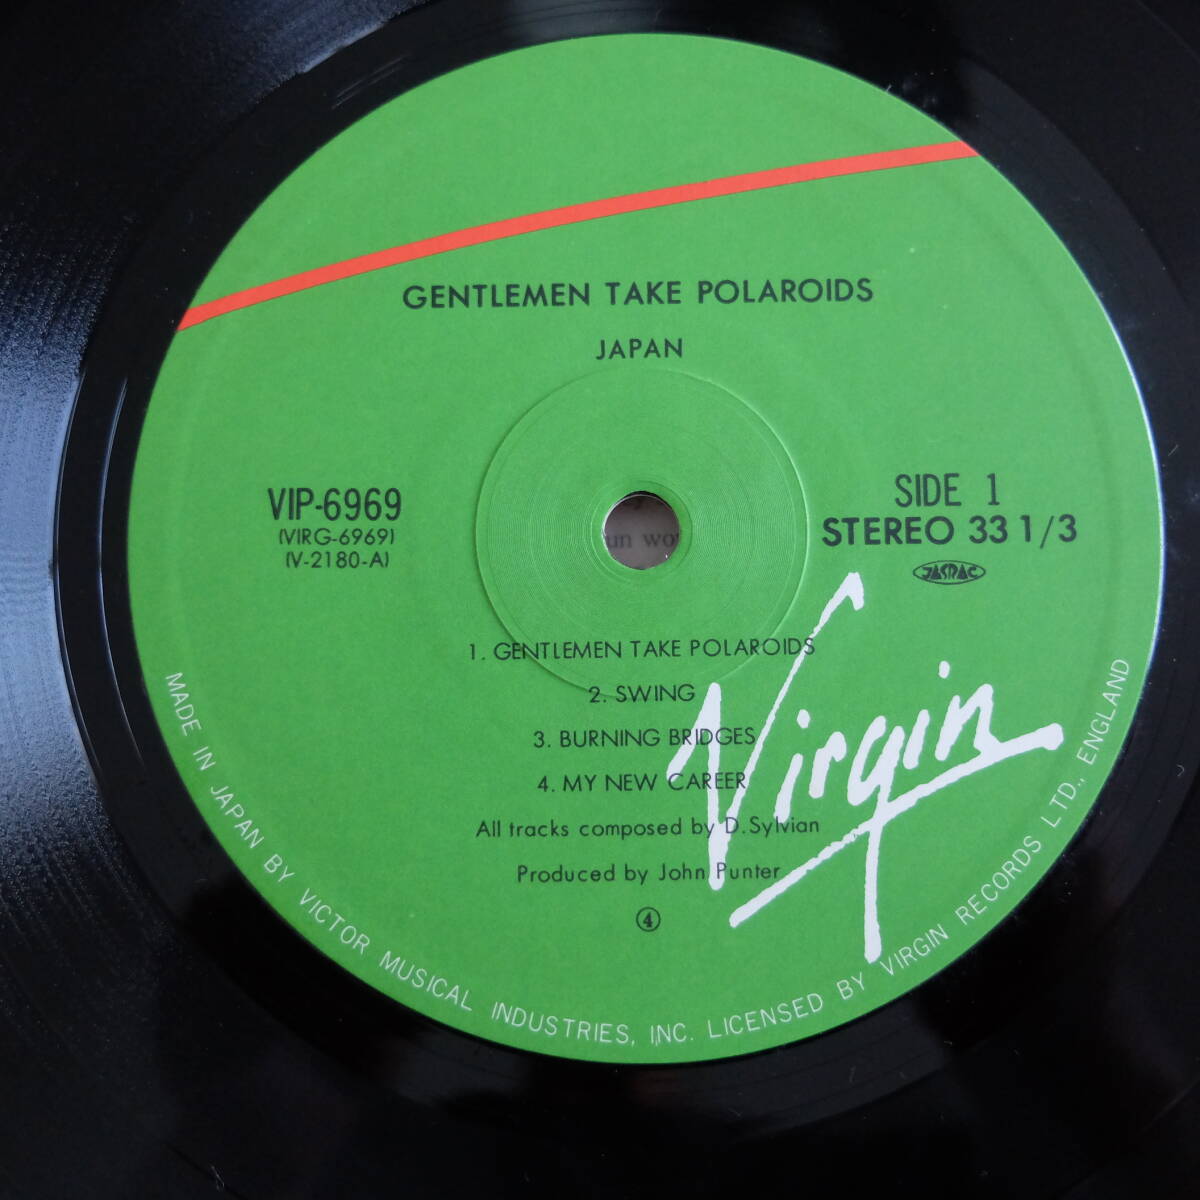 GENTLEMEN TAKE POLAROIDS
JAPAN
VIP-6969
(VIRG-6969)
(V-2180-A)
SIDE 1
STEREO 33 1/3
JASRAC
un wo
1. GENTLEMEN TAKE POLAROIDS
2. SWING
3. BURNING BRIDGES
4. MY NEW CAREER
All tracks composed by D.Sylvian
Produced by John Punter
④
Virgin
MADE IN JAPAN BY VICTOR MUSICAL INDUSTRIES, INC. LICENSED BY VIRGIN RECORDS LTD., ENGLAND